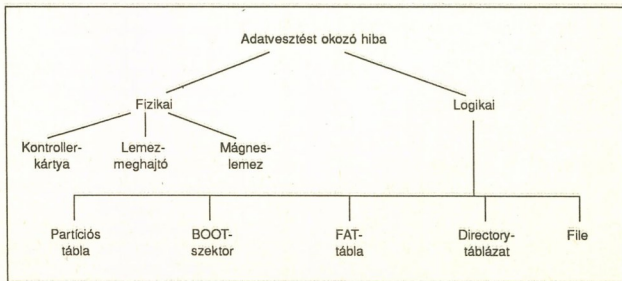 Adatvesztést okozó hiba
Fizikai
Logikai
Kontroller-
kártya
Lemez-
meghajtó
Mágnes-
lemez
Partíciós
tábla
BOOT-
szektor
FAT-
tábla
Directory-
táblázat
File